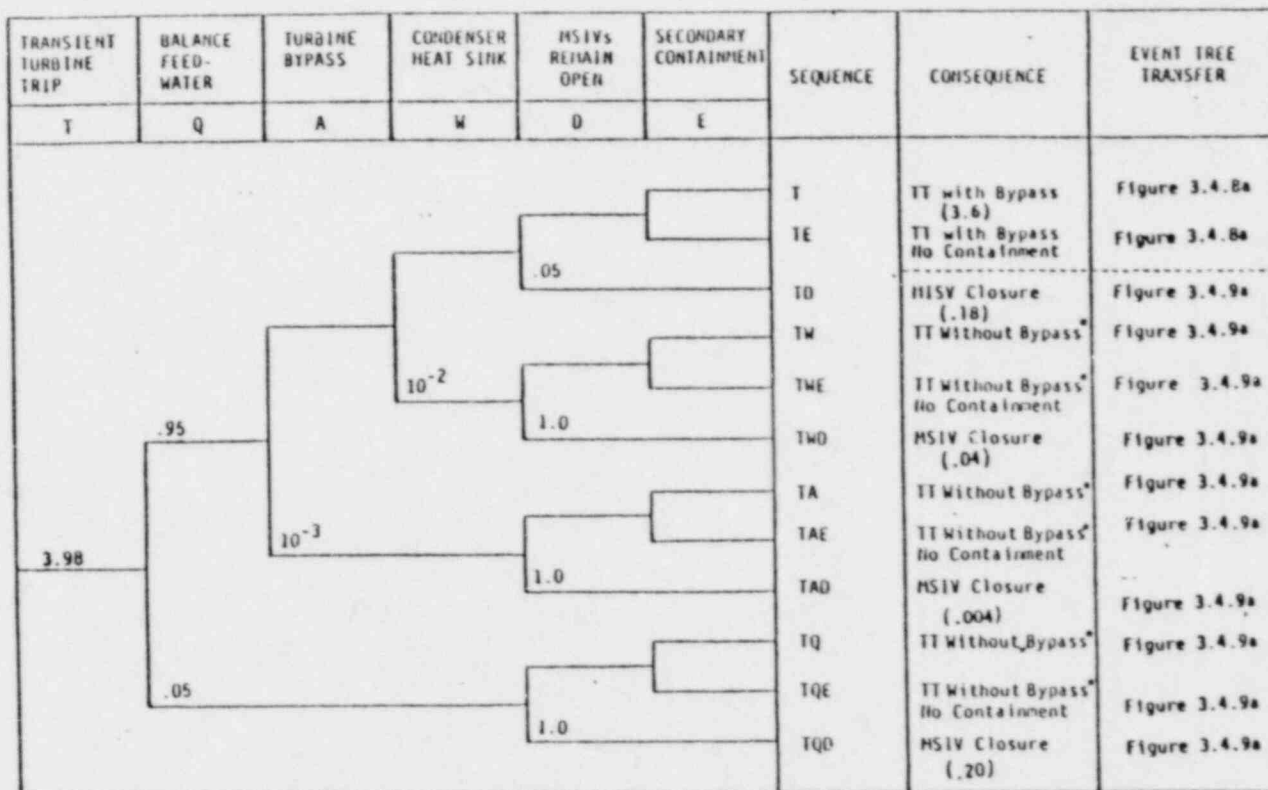 TRANSIENT TURBINE TRIP
BALANCE FEED-WATER
TURBINE BYPASS
CONDENSER HEAT SINK
MSIVs REMAIN OPEN
SECONDARY CONTAINMENT
SEQUENCE
CONSEQUENCE
EVENT TREE TRANSFER
T
Q
A
W
D
E
T
TT with Bypass
(3.6)
Figure 3.4.8a
TE
TT with Bypass
No Containment
Figure 3.4.8a
.05
TD
MISV Closure
(.18)
Figure 3.4.9a
TW
TT Without Bypass*
Figure 3.4.9a
10-2
TWE
TT Without Bypass*
No Containment
Figure 3.4.9a
1.0
TWD
MSIV Closure
(.04)
Figure 3.4.9a
.95
TA
TT Without Bypass*
Figure 3.4.9a
10-3
TAE
TT Without Bypass*
No Containment
Figure 3.4.9a
3.98
1.0
TAD
MSIV Closure
(.004)
Figure 3.4.9a
TQ
TT Without Bypass*
Figure 3.4.9a
.05
TQE
TT Without Bypass*
No Containment
Figure 3.4.9a
1.0
TQD
MSIV Closure
(.20)
Figure 3.4.9a